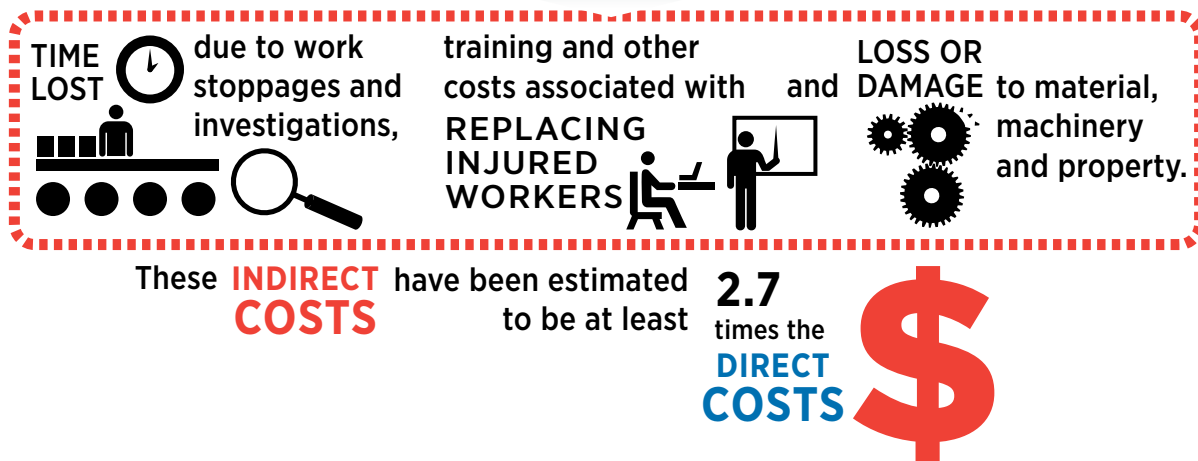 TIME
LOST
due to work
stoppages and
investigations,
training and other
costs associated with
REPLACING
INJURED
WORKERS
and
LOSS OR
DAMAGE
to material,
machinery
and property.
These INDIRECT COSTS have been estimated
to be at least
2.7
times the
DIRECT
COSTS
$